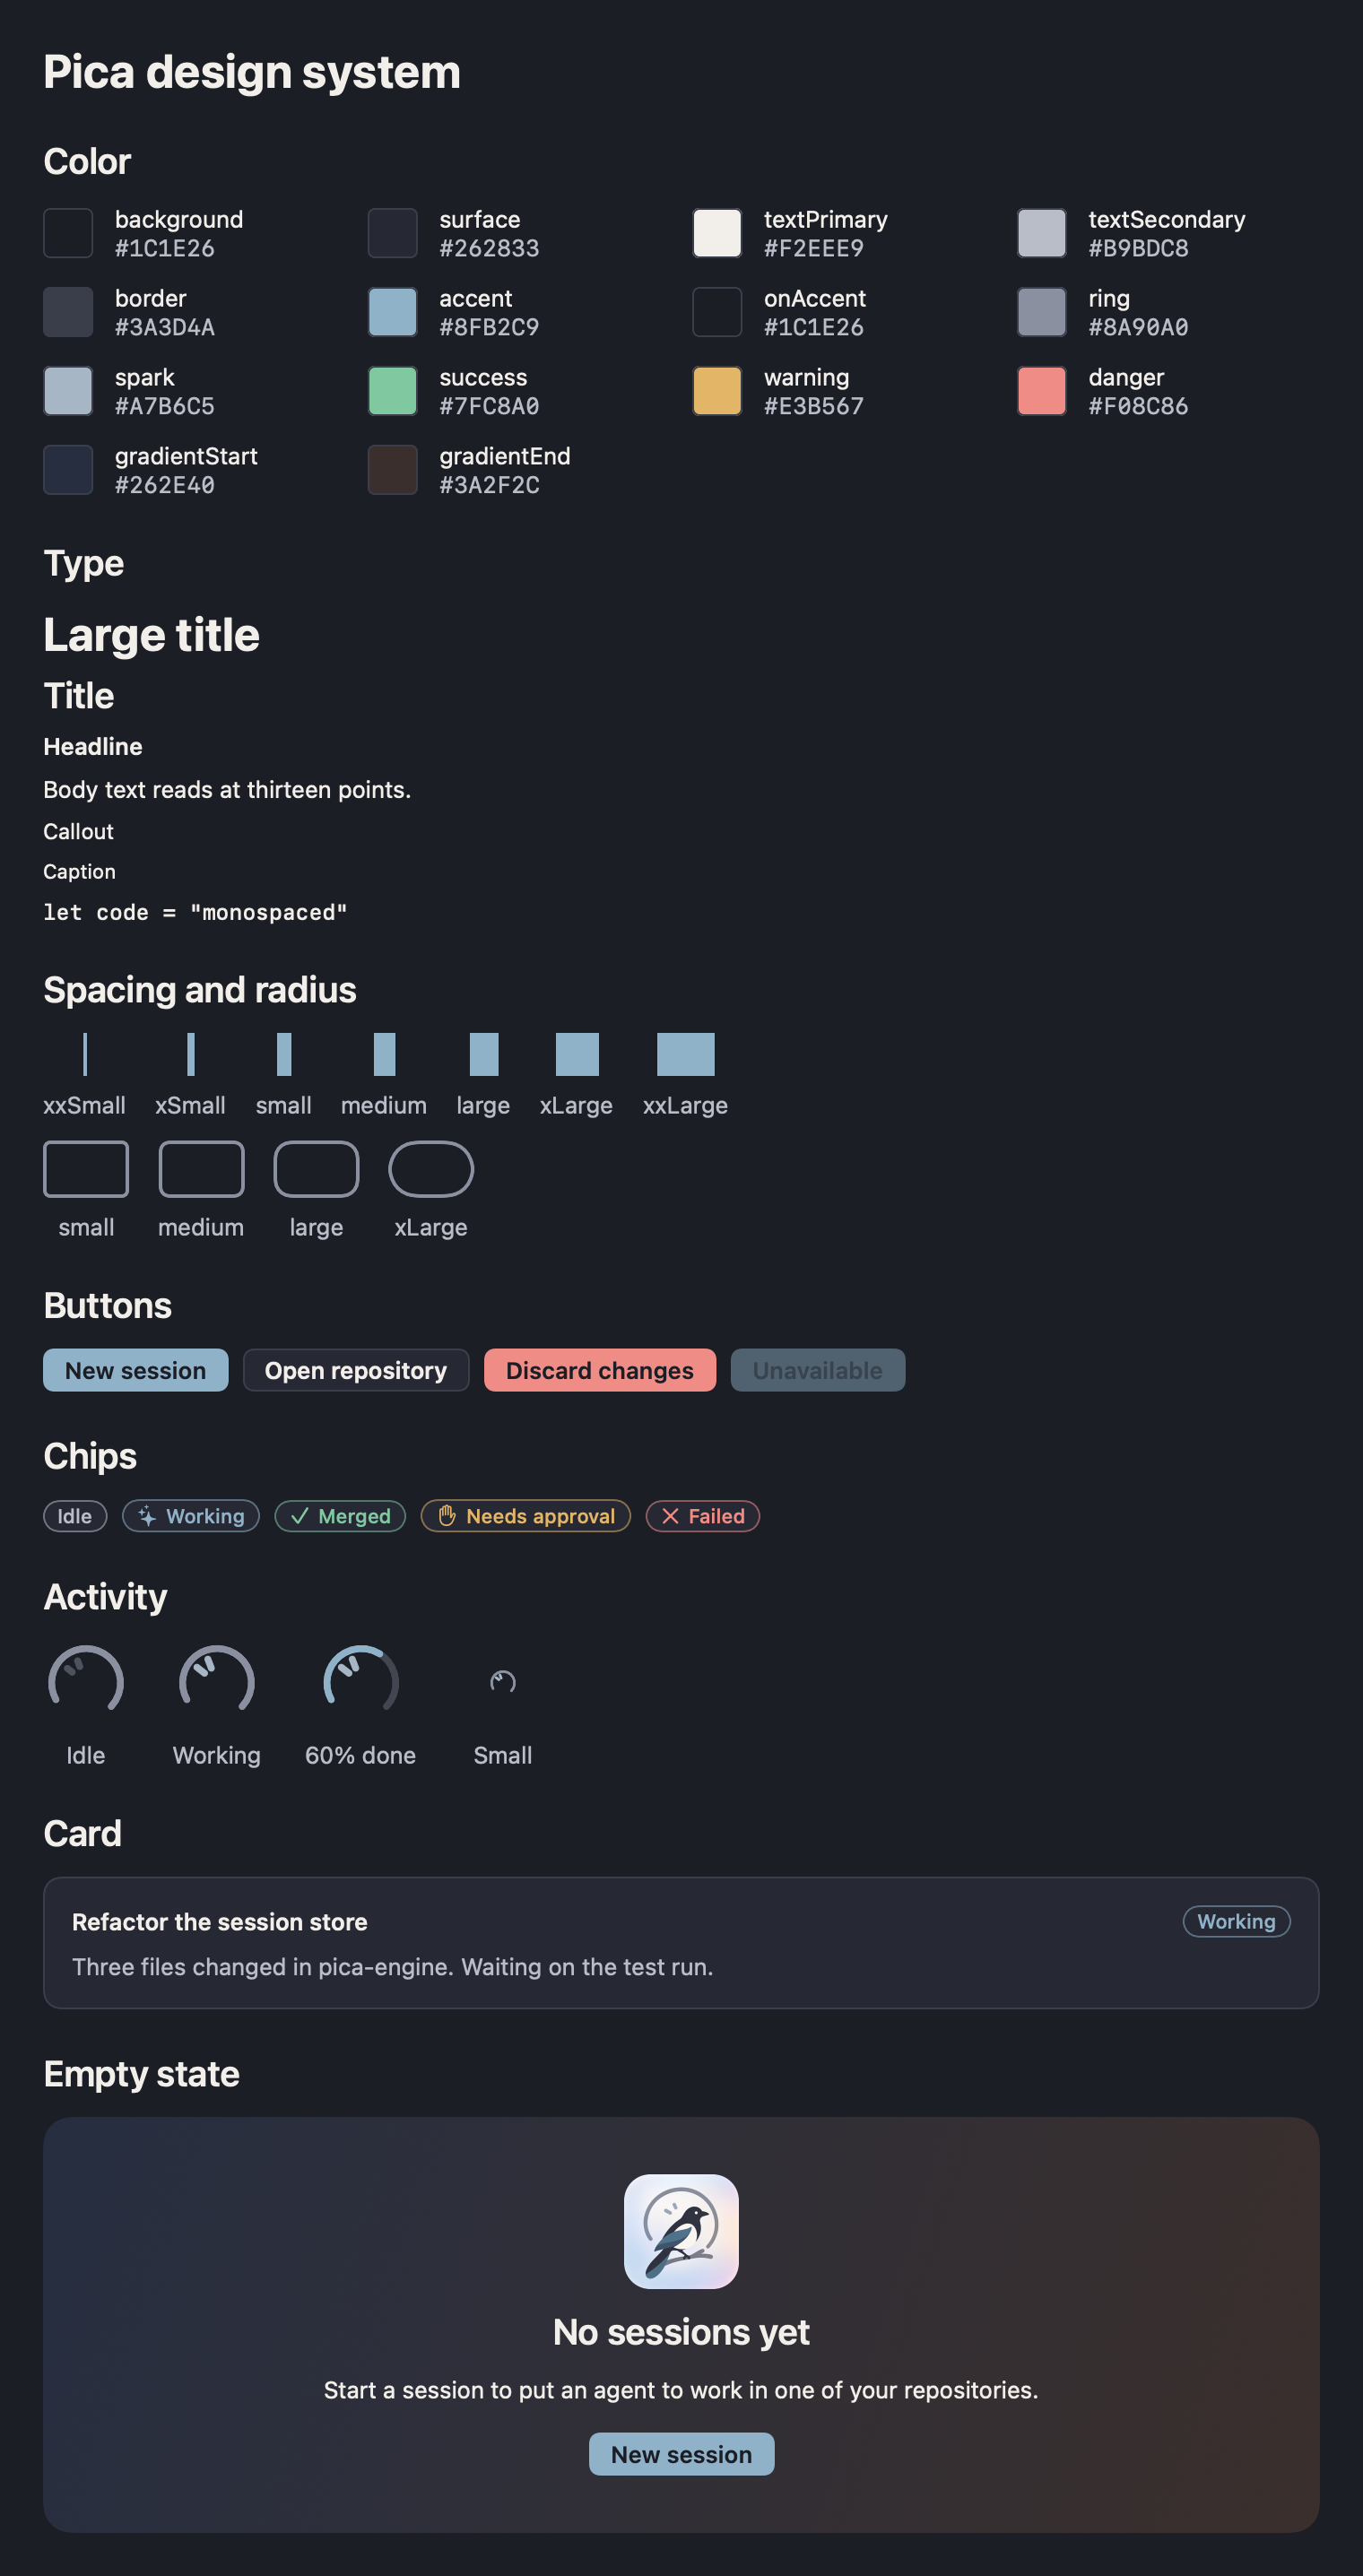 Pica design system
Color
background
#1C1E26
surface
#262833
textPrimary
#F2EEE9
textSecondary
#B9BDC8
border
#3A3D4A
accent
#8FB2C9
onAccent
#1C1E26
ring
#8A90A0
spark
#A7B6C5
success
#7FC8A0
warning
#E3B567
danger
#F08C86
gradientStart
#262E40
gradientEnd
#3A2F2C
Type
Large title
Title
Headline
Body text reads at thirteen points.
Callout
Caption
let code = "monospaced"
Spacing and radius
xxSmall xSmall small medium large xLarge xxLarge
small medium large xLarge
Buttons
New session Open repository Discard changes Unavailable
Chips
Idle Working Merged Needs approval Failed
Activity
Idle Working 60% done Small
Card
Refactor the session store Working
Three files changed in pica-engine. Waiting on the test run.
Empty state
No sessions yet
Start a session to put an agent to work in one of your repositories.
New session